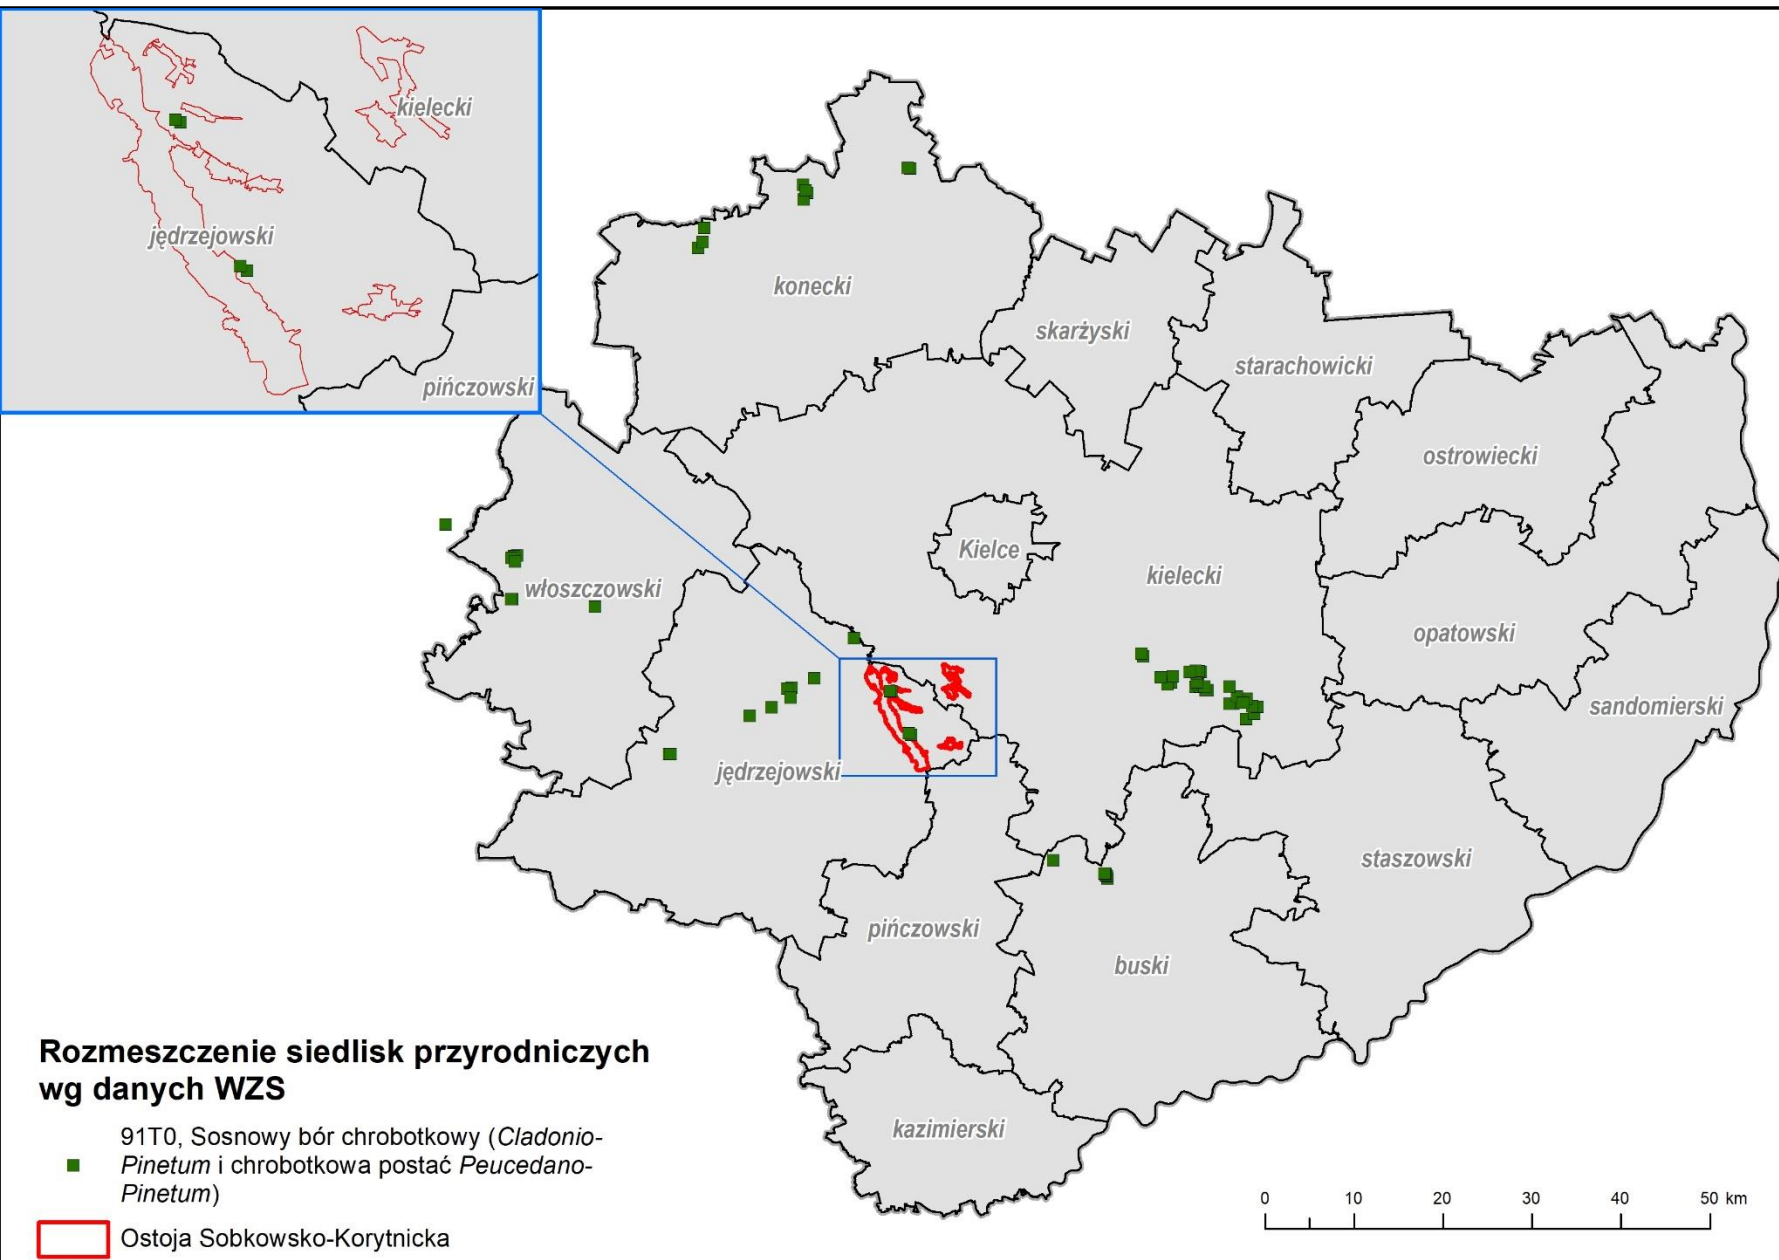 kielecki
jędrzejowski
pińczowski
konecki
skarżyski
starachowicki
ostrowiecki
Kielce
kielecki
włoszczowski
opatowski
sandomierski
jędrzejowski
staszowski
pińczowski
buski
kazimierski
Rozmeszczenie siedlisk przyrodniczych
wg danych WZS
91T0, Sosnowy bór chrobotkowy (Cladonio-
Pinetum i chrobotkowa postać Peucedano-
Pinetum)
Ostoja Sobkowsko-Korytnicka
0 10 20 30 40 50 km